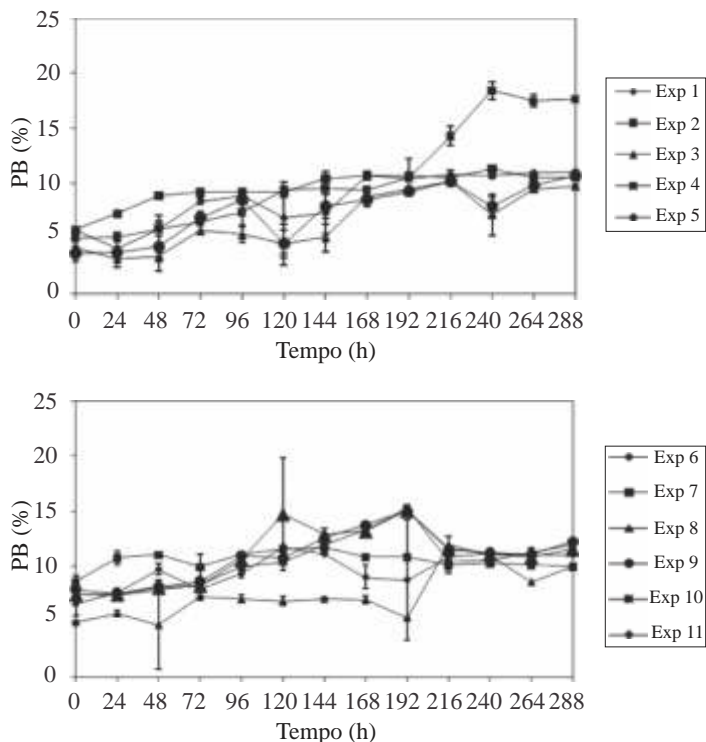 25
20
15
10
5
0
PB (%)
0 24 48 72 96 120 144 168 192 216 240 264 288
Tempo (h)
Exp 1
Exp 2
Exp 3
Exp 4
Exp 5
25
20
15
10
5
0
PB (%)
0 24 48 72 96 120 144 168 192 216 240 264 288
Tempo (h)
Exp 6
Exp 7
Exp 8
Exp 9
Exp 10
Exp 11